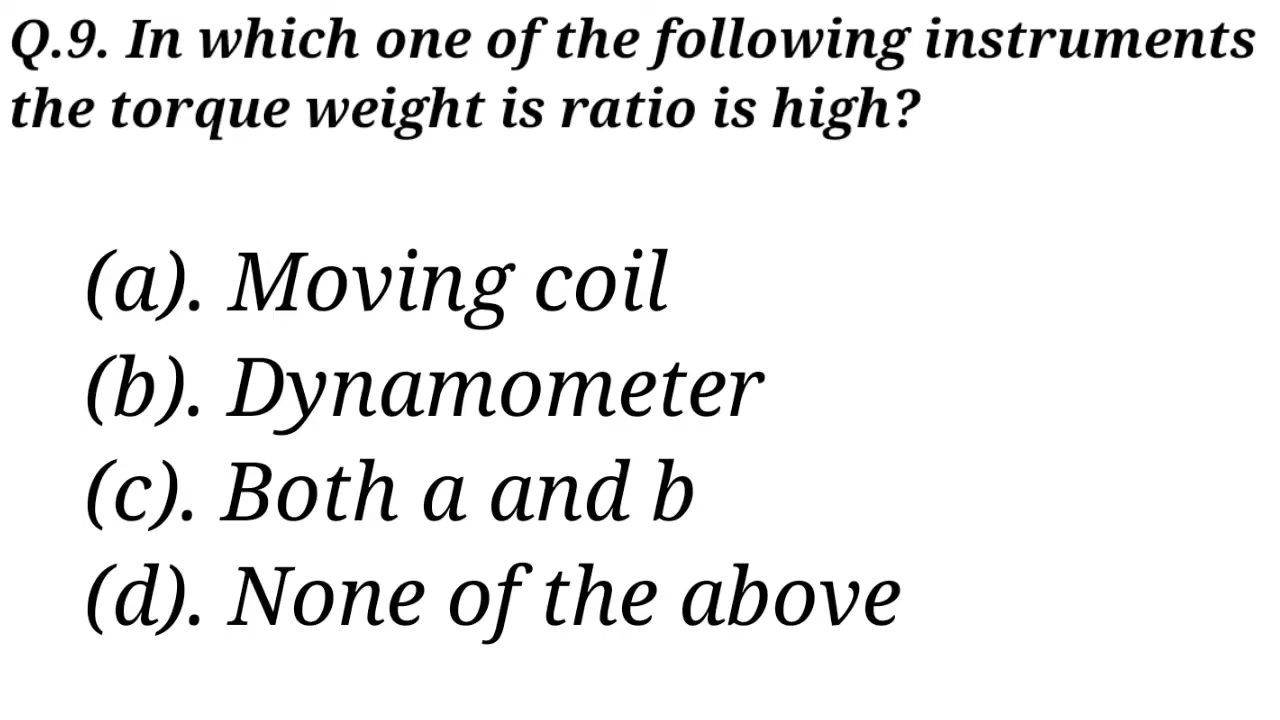 Q.9. In which one of the following instruments
the torque weight is ratio is high?
(a). Moving coil
(b). Dynamometer
(c). Both a and b
(d). None of the above